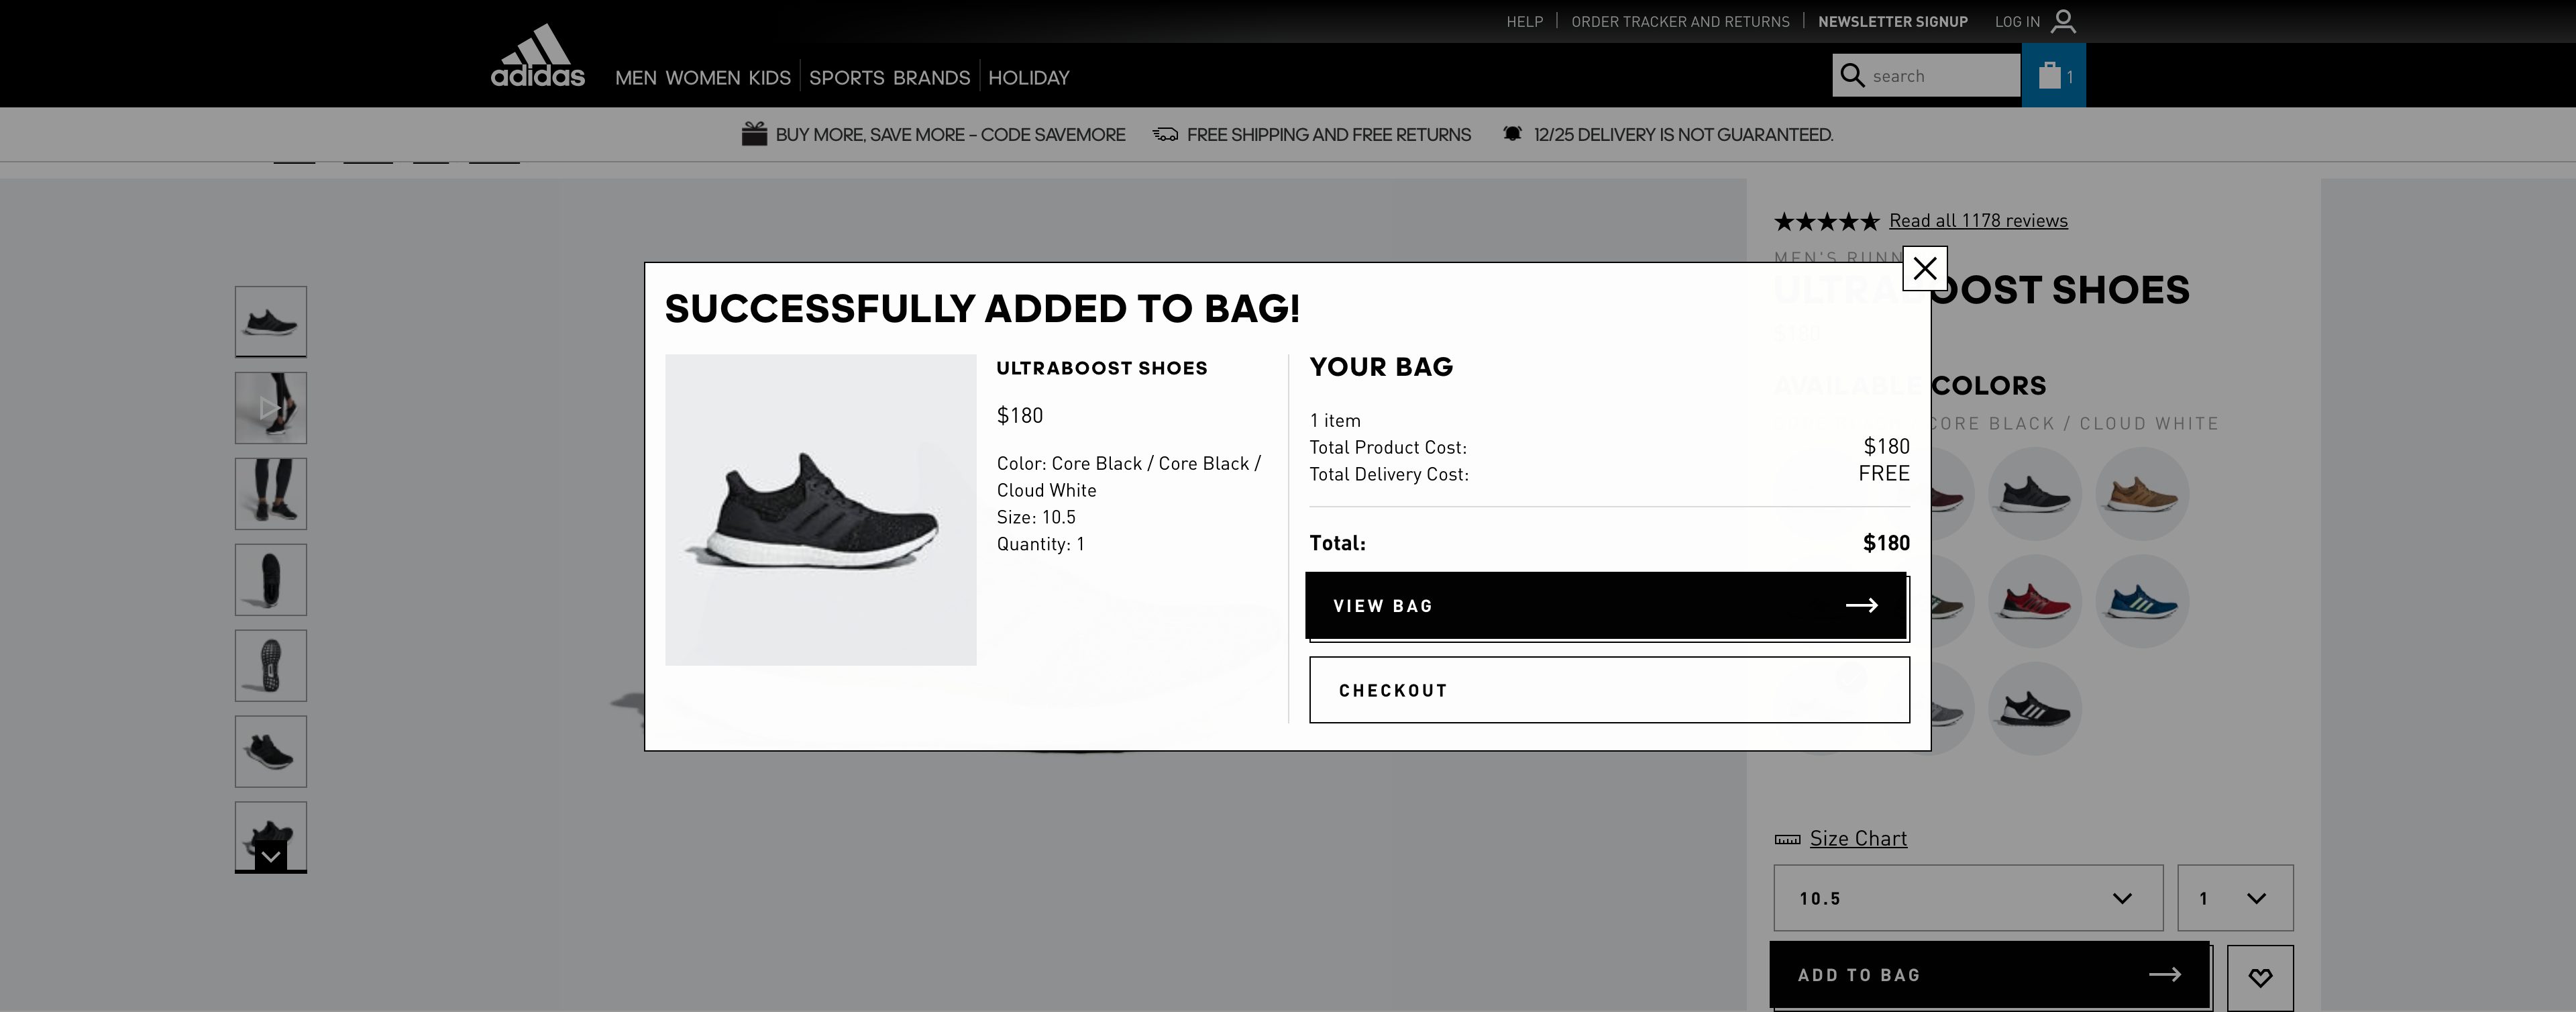 HELP
ORDER TRACKER AND RETURNS
NEWSLETTER SIGNUP
LOG IN
adidas
MEN WOMEN KIDS SPORTS BRANDS HOLIDAY
search
1
BUY MORE, SAVE MORE – CODE SAVEMORE
FREE SHIPPING AND FREE RETURNS
12/25 DELIVERY IS NOT GUARANTEED.
Read all 1178 reviews
MEN'S RUNN
ULTRABOOST SHOES
$180
AVAILABLE COLORS
CORE BLACK / CLOUD WHITE
SUCCESSFULLY ADDED TO BAG!
ULTRABOOST SHOES
$180
Color: Core Black / Core Black /
Cloud White
Size: 10.5
Quantity: 1
YOUR BAG
1 item
Total Product Cost: $180
Total Delivery Cost: FREE
Total: $180
VIEW BAG
CHECKOUT
Size Chart
10.5
1
ADD TO BAG